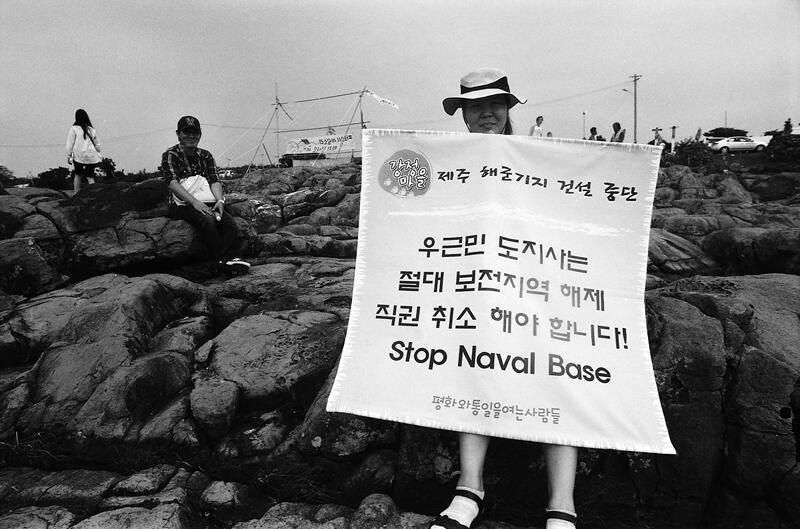 강정마을
제주 해군기지 건설 중단
우근민 도지사는
절대 보전지역 해제
직권 취소 해야 합니다!
Stop Naval Base
평화와통일을여는사람들